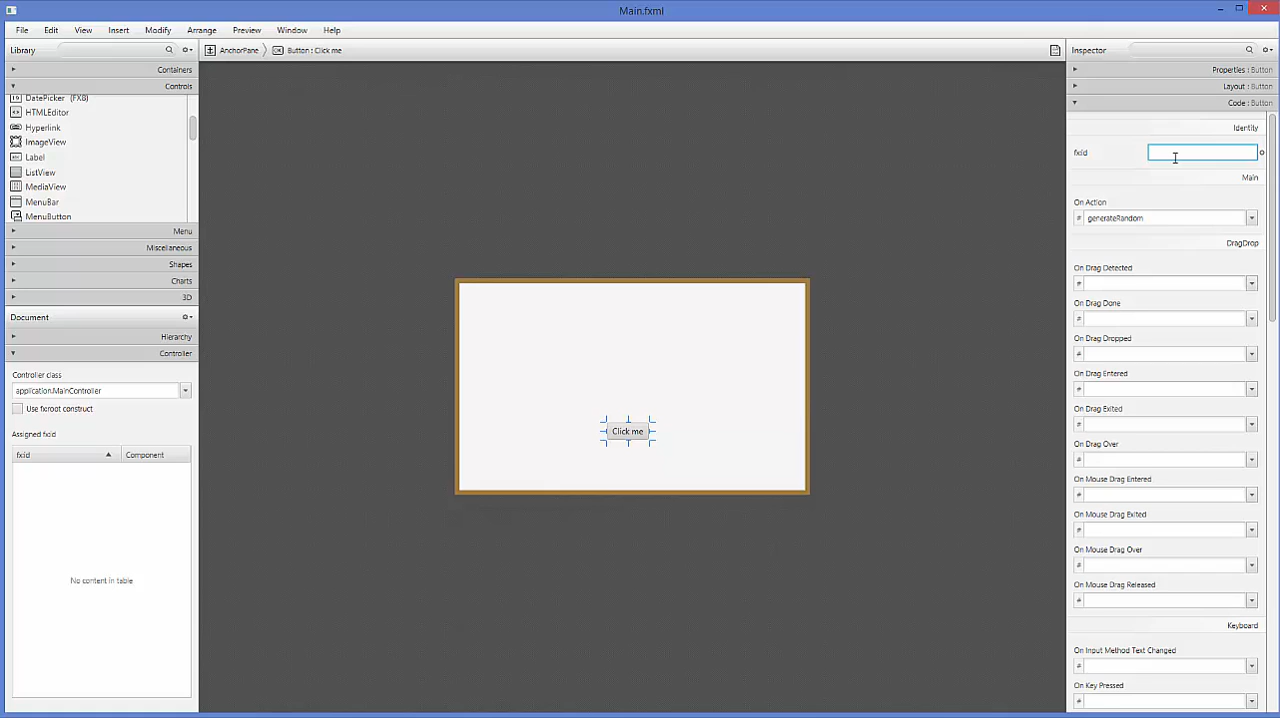 Main.fxml
File Edit View Insert Modify Arrange Preview Window Help
Library
AnchorPane
Button : Click me
Inspector
Containers
Controls
DatePicker (FX8)
HTMLEditor
Hyperlink
ImageView
Label
ListView
MediaView
MenuBar
MenuButton
Menu
Miscellaneous
Shapes
Charts
3D
Document
Hierarchy
Controller
Controller class
application.MainController
Use fx:root construct
Assigned fx:id
fx:id Component
No content in table
Click me
Properties : Button
Layout : Button
Code : Button
Identity
fx:id
Main
On Action
# generateRandom
DragDrop
On Drag Detected
#
On Drag Done
#
On Drag Dropped
#
On Drag Entered
#
On Drag Exited
#
On Drag Over
#
On Mouse Drag Entered
#
On Mouse Drag Exited
#
On Mouse Drag Over
#
On Mouse Drag Released
#
Keyboard
On Input Method Text Changed
#
On Key Pressed
#